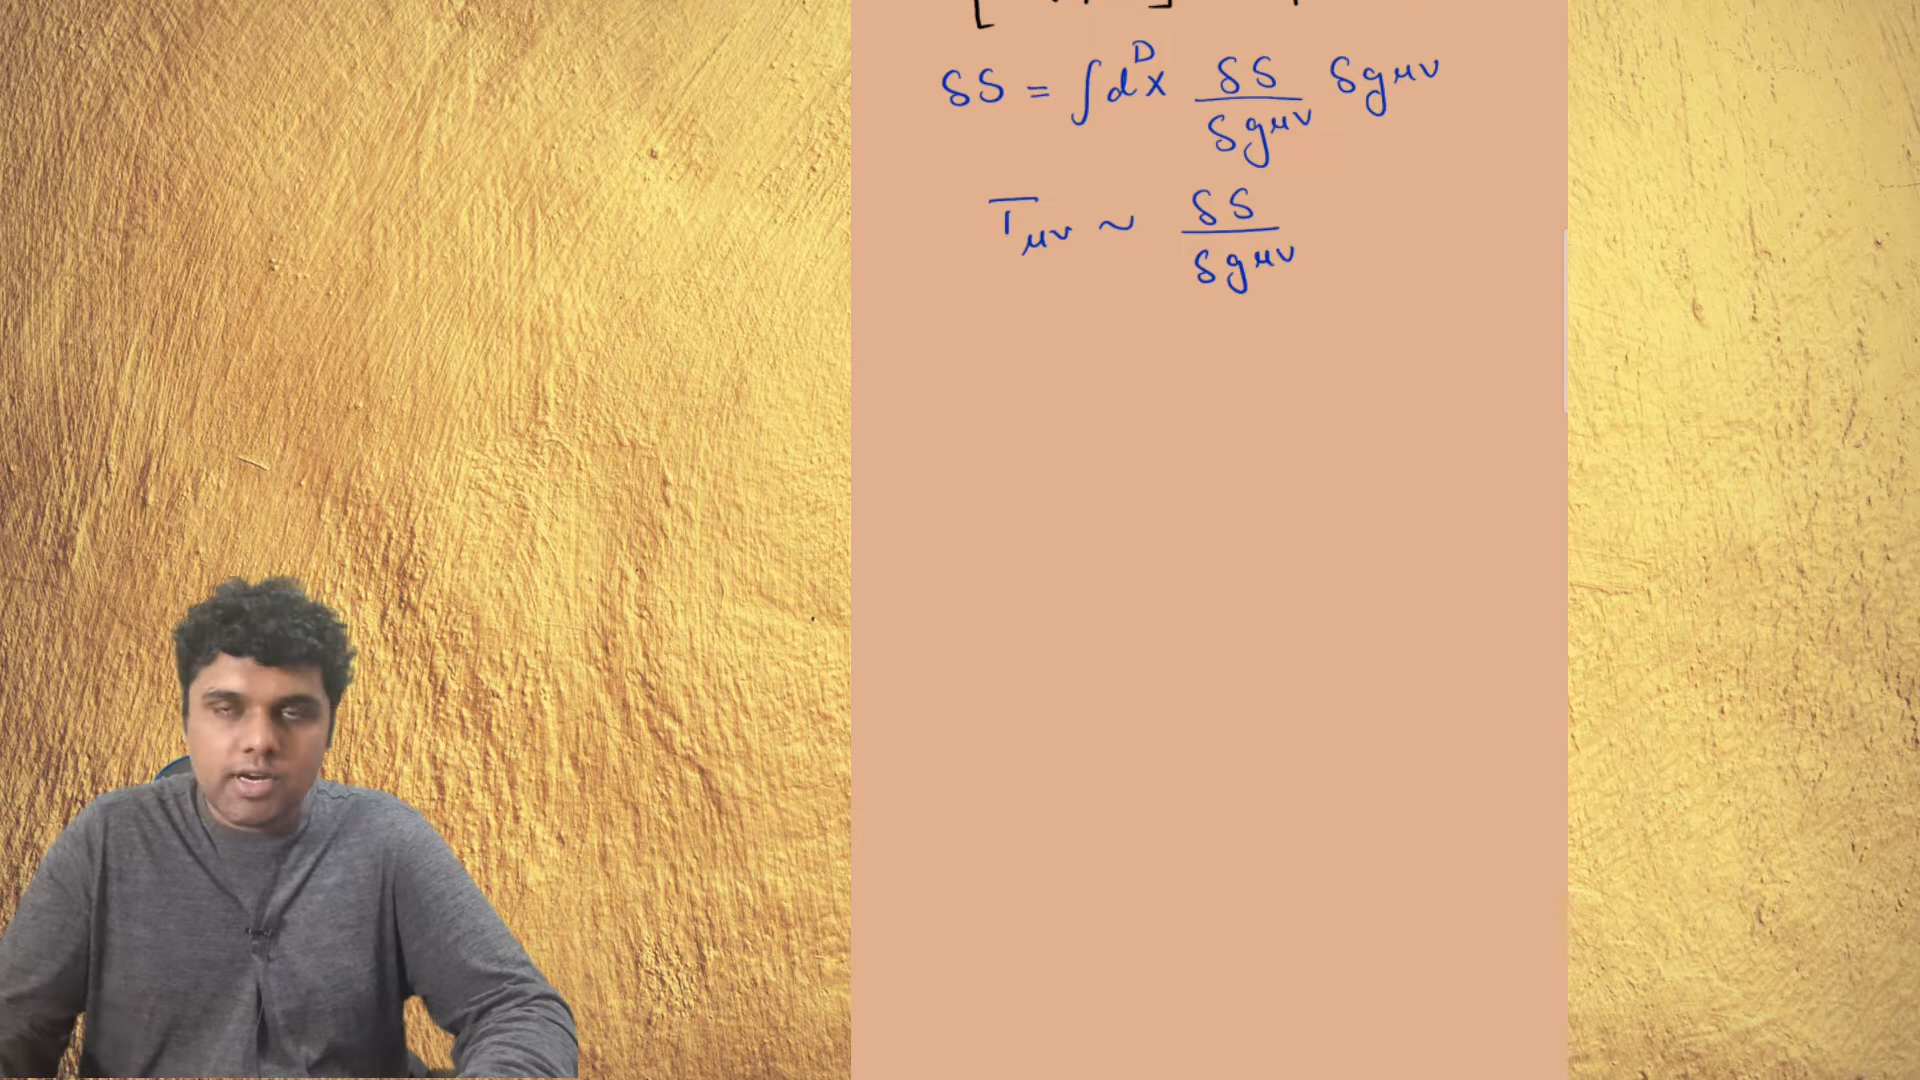 δS = ∫d^D x δS/δg^μν δg^μν
T_μν ~ δS/δg^μν